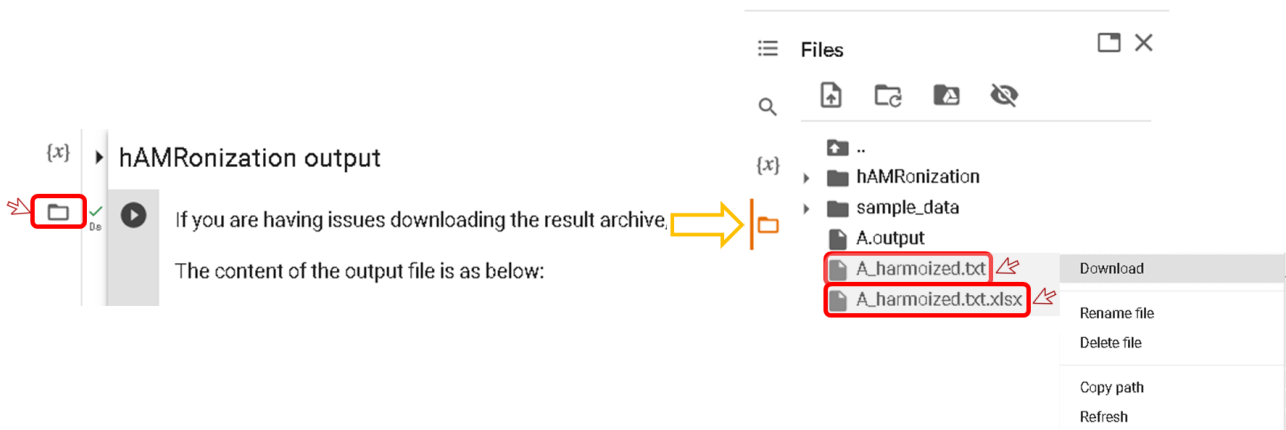 {x}
hAMRonization output
0s
If you are having issues downloading the result archive,
The content of the output file is as below:
Files
{x}
..
hAMRonization
sample_data
A.output
A_harmoized.txt
A_harmoized.txt.xlsx
Download
Rename file
Delete file
Copy path
Refresh